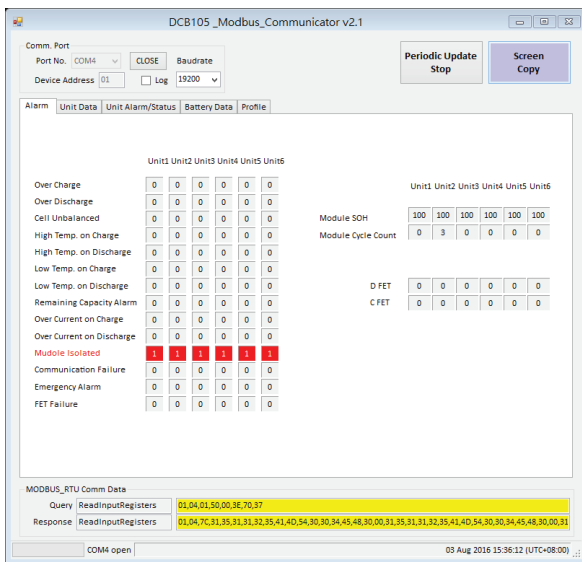 DCB105 _Modbus_Communicator v2.1
Comm. Port
Port No. COM4 CLOSE Baudrate
Device Address 01 Log 19200
Periodic Update
Stop
Screen
Copy
Alarm Unit Data Unit Alarm/Status Battery Data Profile
Unit1 Unit2 Unit3 Unit4 Unit5 Unit6
Over Charge 0 0 0 0 0 0
Over Discharge 0 0 0 0 0 0
Cell Unbalanced 0 0 0 0 0 0
High Temp. on Charge 0 0 0 0 0 0
High Temp. on Discharge 0 0 0 0 0 0
Low Temp. on Charge 0 0 0 0 0 0
Low Temp. on Discharge 0 0 0 0 0 0
Remaining Capacity Alarm 0 0 0 0 0 0
Over Current on Charge 0 0 0 0 0 0
Over Current on Discharge 0 0 0 0 0 0
Mudole Isolated 1 1 1 1 1 1
Communication Failure 0 0 0 0 0 0
Emergency Alarm 0 0 0 0 0 0
FET Failure 0 0 0 0 0 0
Unit1 Unit2 Unit3 Unit4 Unit5 Unit6
Module SOH 100 100 100 100 100 100
Module Cycle Count 0 3 0 0 0 0
D FET 0 0 0 0 0 0
C FET 0 0 0 0 0 0
MODBUS_RTU Comm Data
Query ReadInputRegisters 01,04,01,50,00,3E,70,37
Response ReadInputRegisters 01,04,7C,31,35,31,31,32,35,41,4D,54,30,30,34,45,48,30,00,31,35,31,31,32,35,41,4D,54,30,30,34,45,48,30,00,31
COM4 open 03 Aug 2016 15:36:12 (UTC+08:00)